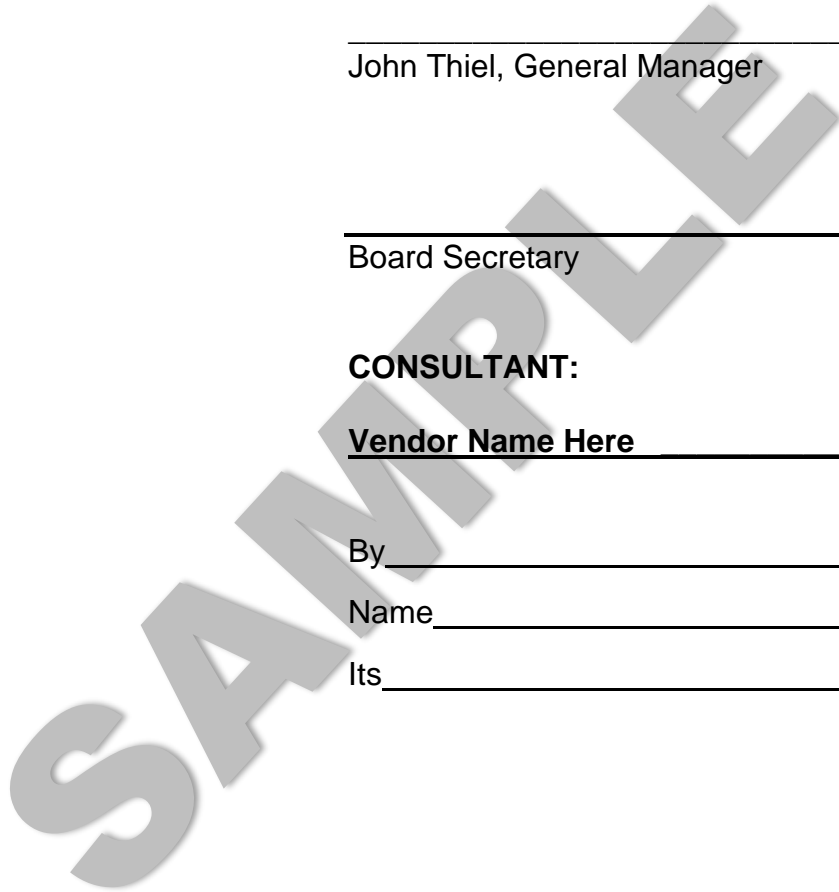 John Thiel, General Manager
Board Secretary
CONSULTANT:
Vendor Name Here
By
Name
Its
SAMPLE